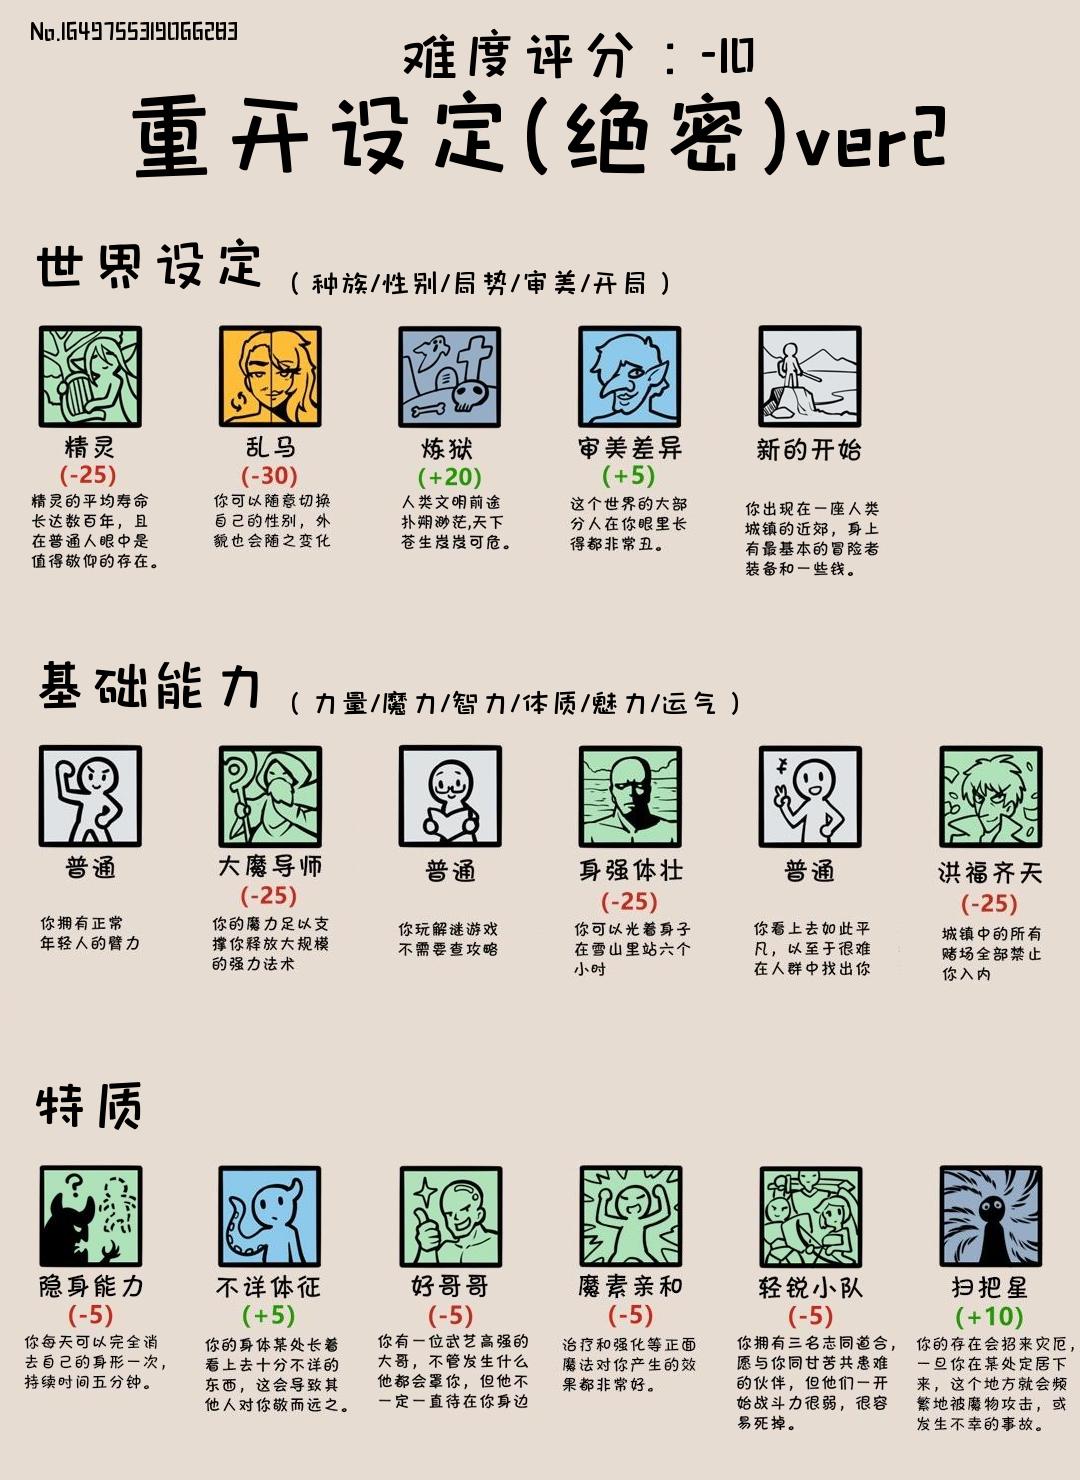 No.1649755319066283
难度评分：-10
重开设定(绝密)ver2
世界设定
（种族/性别/局势/审美/开局）
精灵
(-25)
精灵的平均寿命
长达数百年，且
在普通人眼中是
值得敬仰的存在。
乱马
(-30)
你可以随意切换
自己的性别，外
貌也会随之变化
炼狱
(+20)
人类文明前途
扑朔渺茫,天下
苍生岌岌可危。
审美差异
(+5)
这个世界的大部
分人在你眼里长
得都非常丑。
新的开始
你出现在一座人类
城镇的近郊，身上
有最基本的冒险者
装备和一些钱。
基础能力
（力量/魔力/智力/体质/魅力/运气）
普通
你拥有正常
年轻人的臂力
大魔导师
(-25)
你的魔力足以支
撑你释放大规模
的强力法术
普通
你玩解谜游戏
不需要查攻略
身强体壮
(-25)
你可以光着身子
在雪山里站六个
小时
普通
你看上去如此平
凡，以至于很难
在人群中找出你
洪福齐天
(-25)
城镇中的所有
赌场全部禁止
你入内
特质
隐身能力
(-5)
你每天可以完全消
去自己的身形一次，
持续时间五分钟。
不详体征
(+5)
你的身体某处长着
看上去十分不详的
东西，这会导致其
他人对你敬而远之。
好哥哥
(-5)
你有一位武艺高强的
大哥，不管发生什么
他都会罩你，但他不
一定一直待在你身边
魔素亲和
(-5)
治疗和强化等正面
魔法对你产生的效
果都非常好。
轻锐小队
(-5)
你拥有三名志同道合，
愿与你同甘苦共患难
的伙伴，但他们一开
始战斗力很弱，很容
易死掉。
扫把星
(+10)
你的存在会招来灾厄，
一旦你在某处定居下
来，这个地方就会频
繁地被魔物攻击，或
发生不幸的事故。